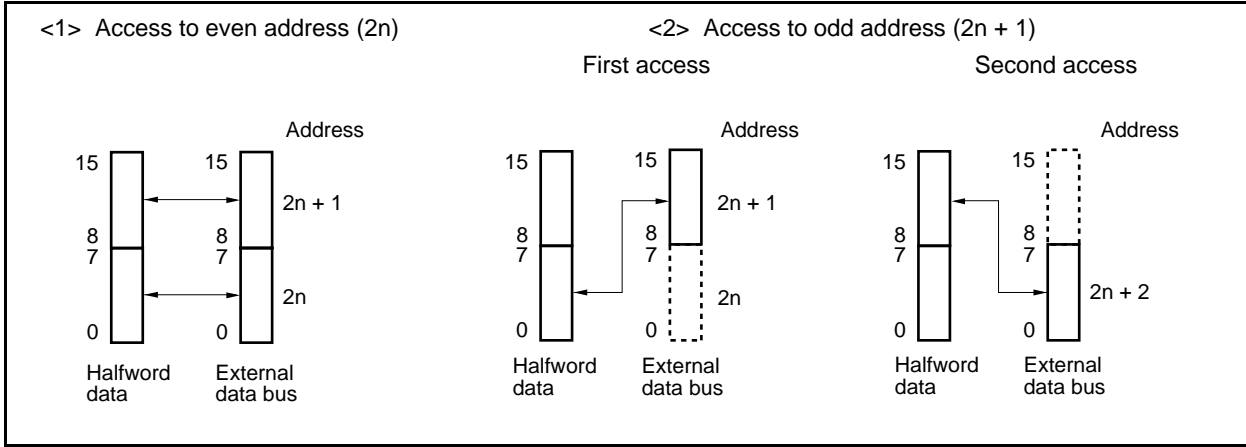 <1> Access to even address (2n)
<2> Access to odd address (2n + 1)
First access
Second access
Address
15
15
2n + 1
8
8
7
7
2n
0
0
Halfword
data
External
data bus
Address
15
15
2n + 1
8
8
7
7
2n
0
0
Halfword
data
External
data bus
Address
15
15
8
8
7
7
2n + 2
0
0
Halfword
data
External
data bus